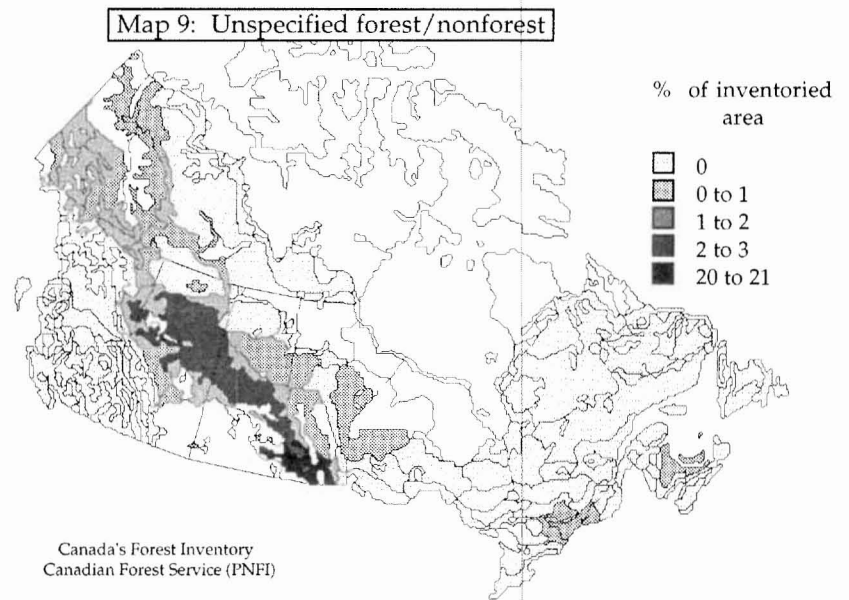 Map 9: Unspecified forest/nonforest
% of inventoried
area
0
0 to 1
1 to 2
2 to 3
20 to 21
Canada's Forest Inventory
Canadian Forest Service (PNFI)